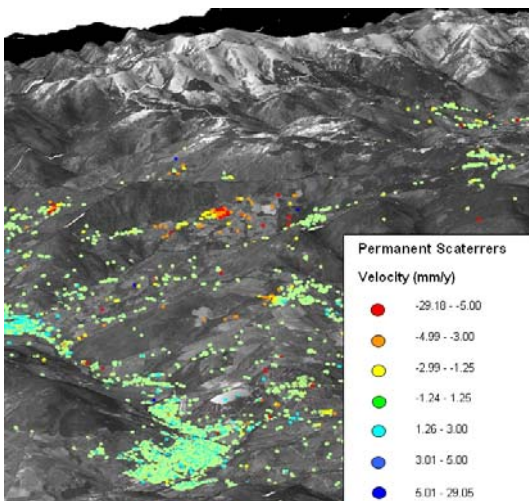 Permanent Scaterrers
Velocity (mm/y)
-29.18 - -5.00
-4.99 - -3.00
-2.99 - -1.25
-1.24 - 1.25
1.26 - 3.00
3.01 - 5.00
5.01 - 29.05